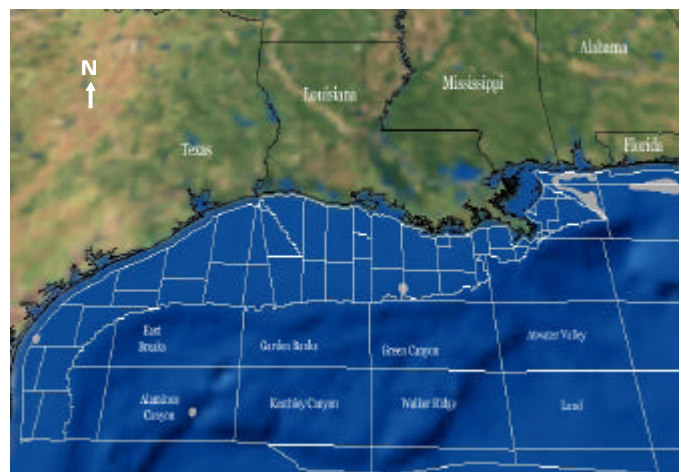 Alabama
N
Mississippi
Louisiana
Florida
Texas
East
Breaks
Garden Banks
Green Canyon
Atwater Valley
Alaminos
Canyon
Keathley Canyon
Walker Ridge
Lund